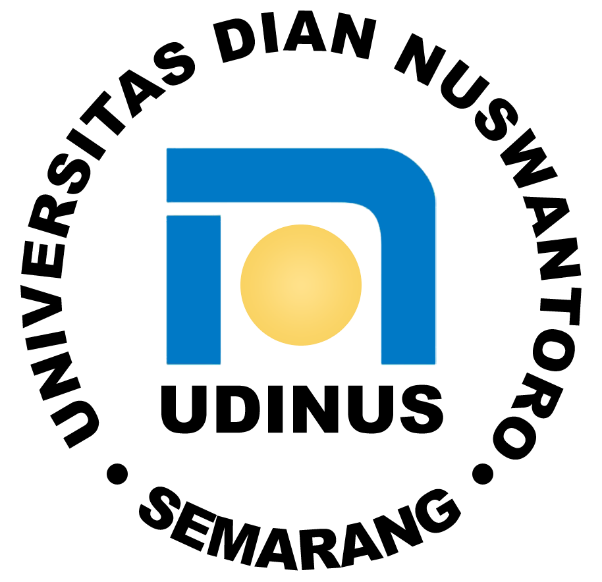 UNIVERSITAS DIAN NUSWANTORO
UDINUS
• SEMARANG •